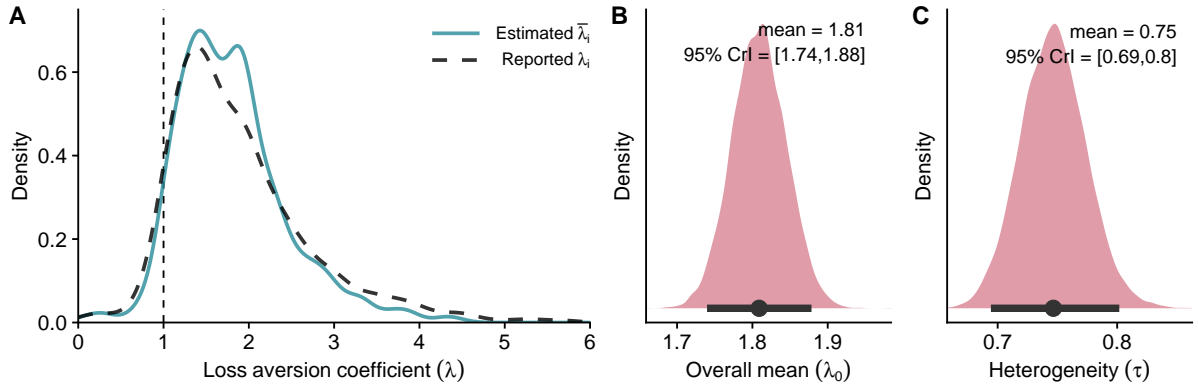 A
Estimated λ̅ᵢ
Reported λᵢ
Density
0.6
0.4
0.2
0.0
0 1 2 3 4 5 6
Loss aversion coefficient (λ)
B
mean = 1.81
95% CrI = [1.74,1.88]
Density
1.7 1.8 1.9
Overall mean (λ₀)
C
mean = 0.75
95% CrI = [0.69,0.8]
Density
0.7 0.8
Heterogeneity (τ)